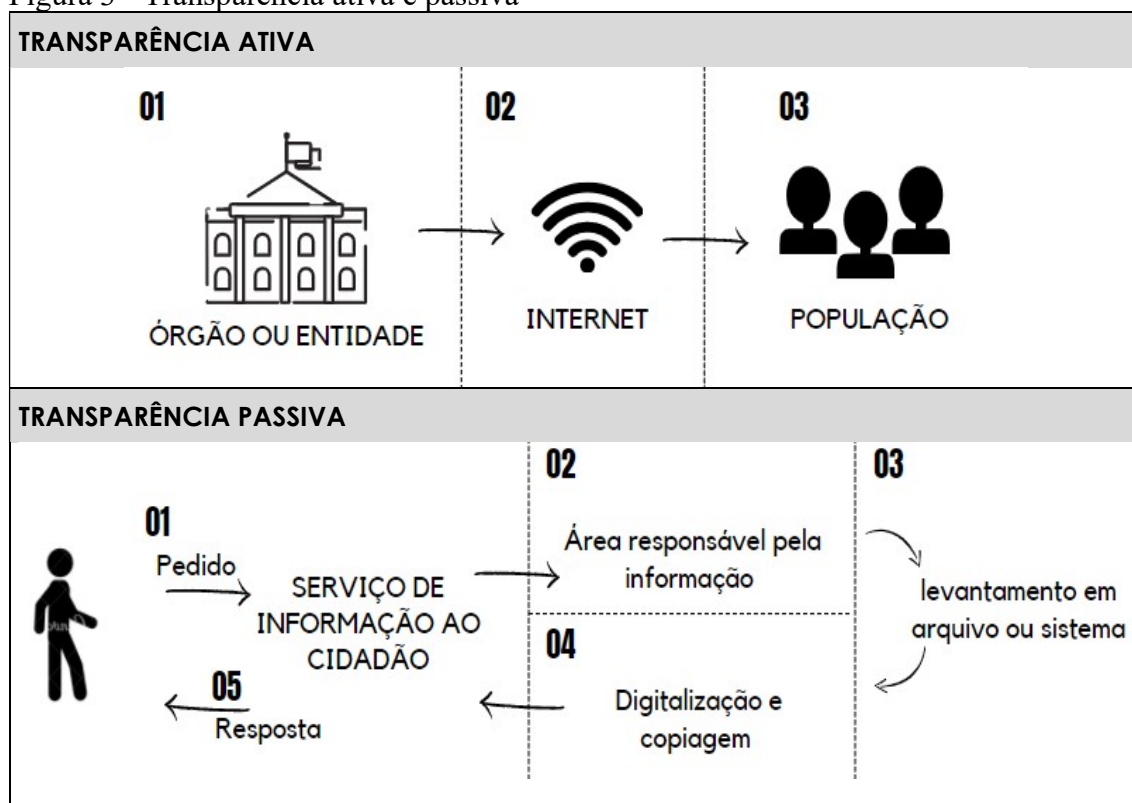 Figura 3 – Transparência ativa e passiva
TRANSPARÊNCIA ATIVA
01
ÓRGÃO OU ENTIDADE
02
INTERNET
03
POPULAÇÃO
TRANSPARÊNCIA PASSIVA
01
Pedido
SERVIÇO DE
INFORMAÇÃO AO
CIDADÃO
02
Área responsável pela
informação
03
levantamento em
arquivo ou sistema
04
Digitalização e
copiagem
05
Resposta